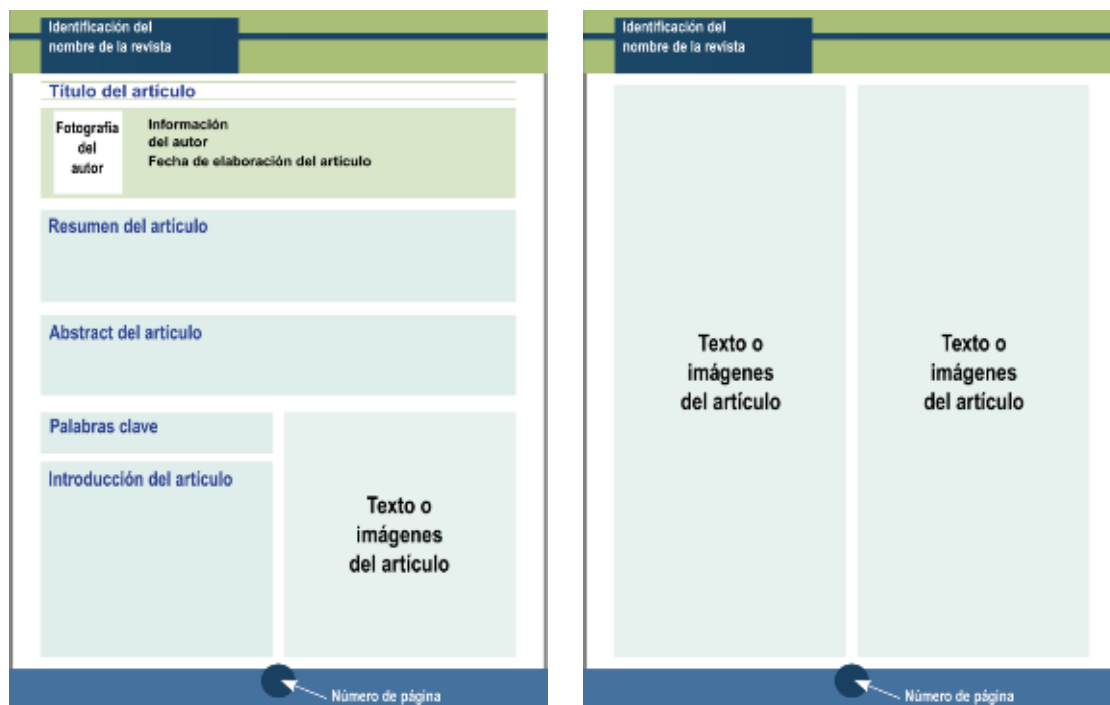 Identificación del
nombre de la revista
Título del artículo
Fotografía
del
autor
Información
del autor
Fecha de elaboración del artículo
Resumen del artículo
Abstract del artículo
Palabras clave
Introducción del artículo
Texto o
imágenes
del artículo
Número de página
Identificación del
nombre de la revista
Texto o
imágenes
del artículo
Texto o
imágenes
del artículo
Número de página